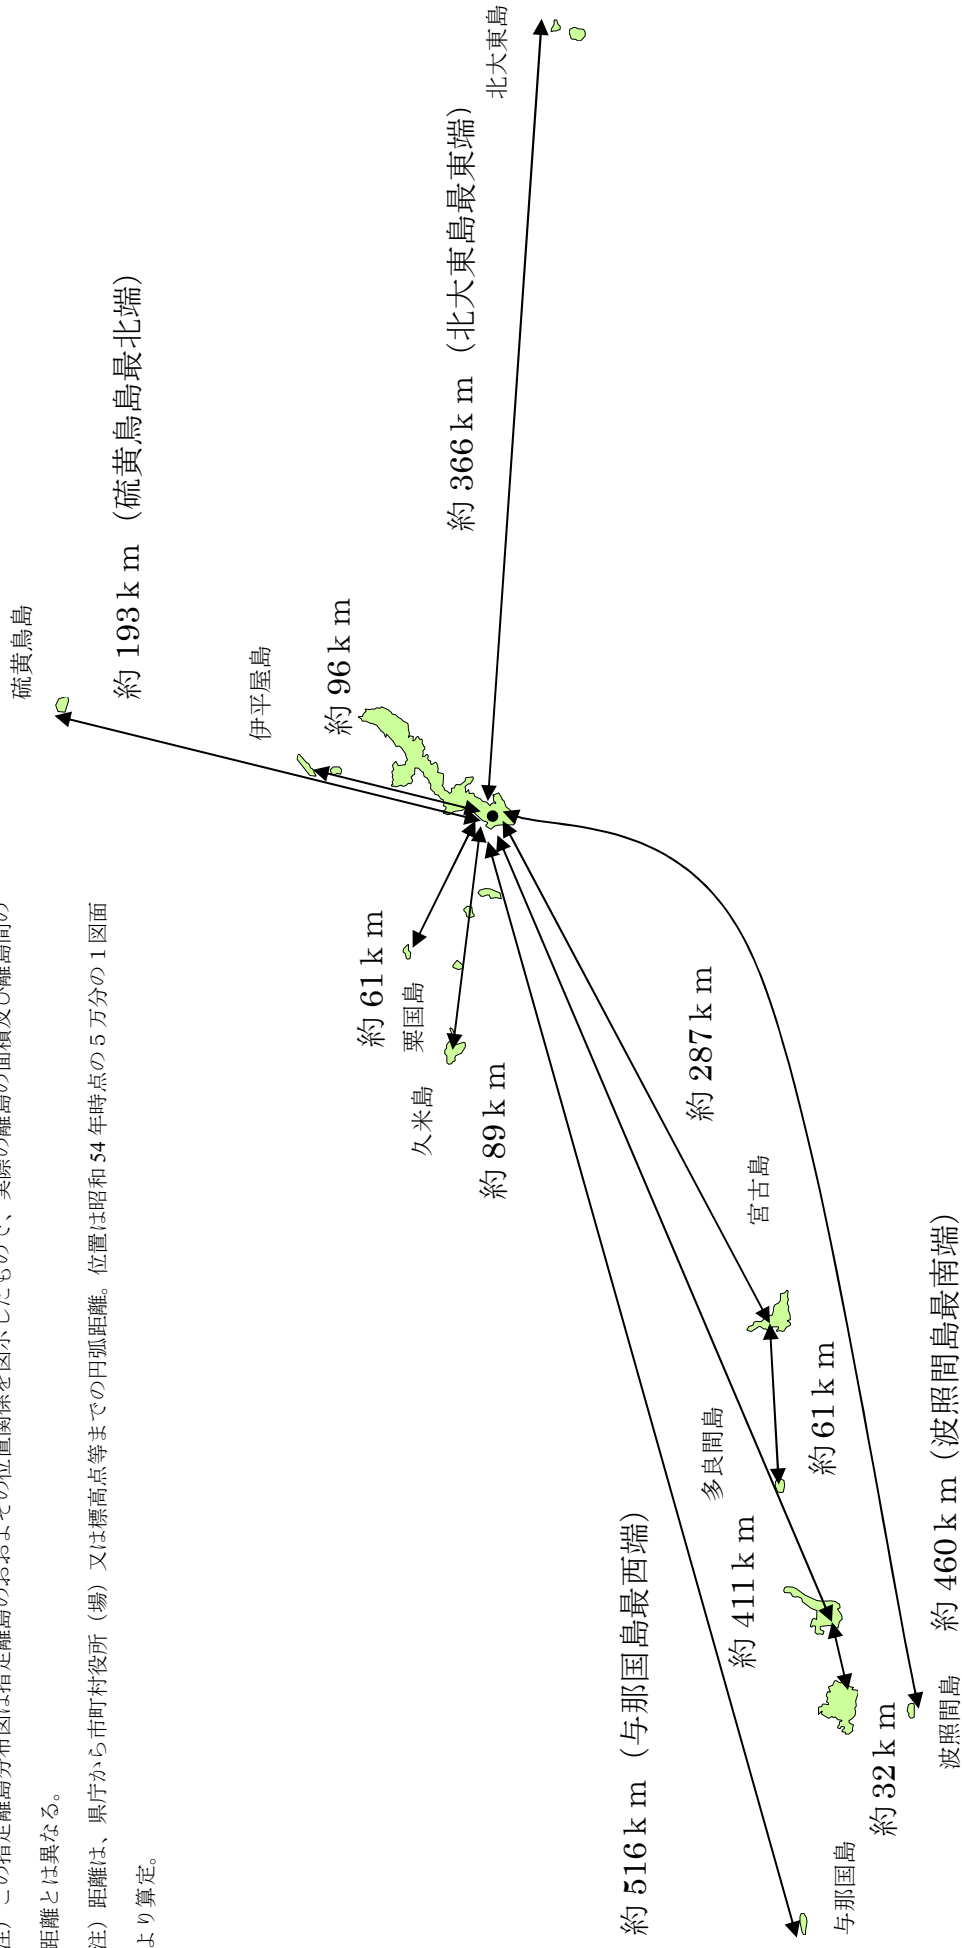 注）この指定離島分布図は指定離島のおおよその位置関係を図示したもので、実際の離島の面積及び離島間の
距離とは異なる。
注）距離は、県庁から市町村役所（場）又は標高点等までの円弧距離。位置は昭和54年時点の５万分の１図面
より算定。
硫黄鳥島
約193ｋｍ（硫黄鳥島最北端）
伊平屋島
約96ｋｍ
約61ｋｍ
粟国島
久米島
約89ｋｍ
北大東島
約366ｋｍ（北大東島最東端）
約516ｋｍ（与那国島最西端）
約287ｋｍ
宮古島
多良間島
約411ｋｍ
約61ｋｍ
与那国島
約32ｋｍ
波照間島
約460ｋｍ（波照間島最南端）